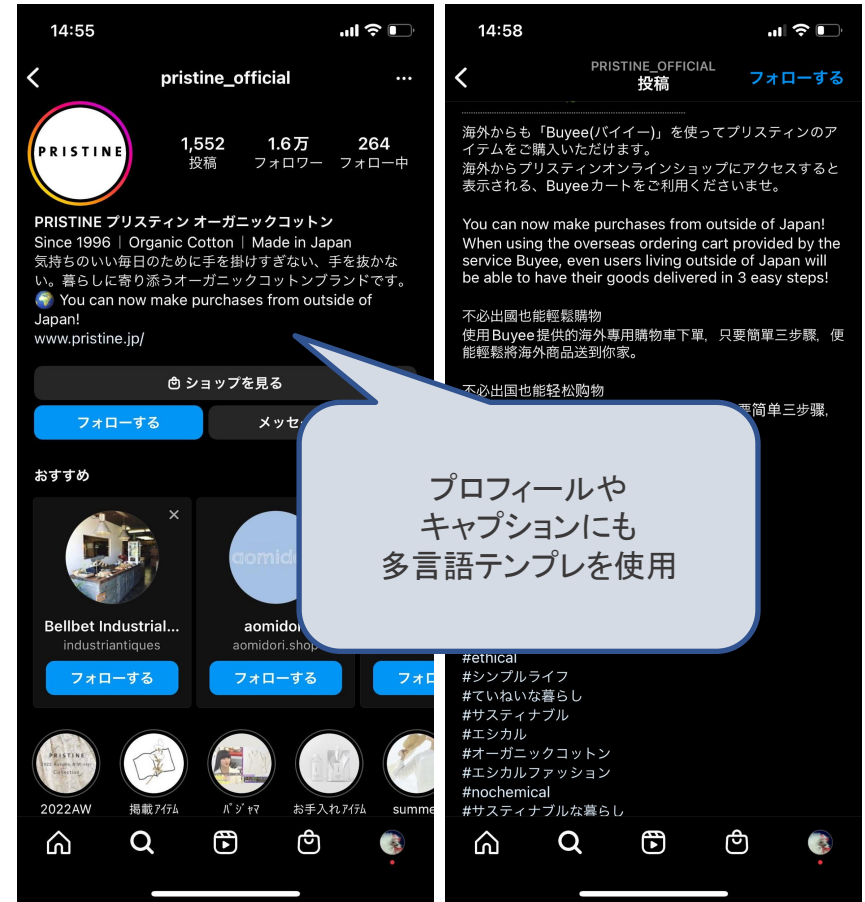 14:55
pristine_official
PRISTINE
1,552
投稿
1.6万
フォロワー
264
フォロー中
PRISTINE プリスティン オーガニックコットン
Since 1996｜Organic Cotton｜Made in Japan
気持ちのいい毎日のために手を掛けすぎない、手を抜かな
い。暮らしに寄り添うオーガニックコットンブランドです。
🌍 You can now make purchases from outside of
Japan!
www.pristine.jp/
ショップを見る
フォローする
メッセ
おすすめ
Bellbet Industrial...
industriantiques
フォローする
aomido
aomidori.shop
フォローする
フォロ
PRISTINE
2022AW
掲載ｱｲﾃﾑ
ﾊﾟｼﾞｬﾏ
お手入れｱｲﾃﾑ
summe
プロフィールや
キャプションにも
多言語テンプレを使用
14:58
PRISTINE_OFFICIAL
投稿
フォローする
海外からも「Buyee(バイイー)」を使ってプリスティンのア
イテムをご購入いただけます。
海外からプリスティンオンラインショップにアクセスすると
表示される、Buyeeカートをご利用くださいませ。
You can now make purchases from outside of Japan!
When using the overseas ordering cart provided by the
service Buyee, even users living outside of Japan will
be able to have their goods delivered in 3 easy steps!
不必出國也能輕鬆購物
使用Buyee提供的海外專用購物車下單，只要簡單三步驟，便
能輕鬆將海外商品送到你家。
不必出国也能轻松购物
要简单三步骤，
#ethical
#シンプルライフ
#ていねいな暮らし
#サスティナブル
#エシカル
#オーガニックコットン
#エシカルファッション
#nochemical
#サスティナブルな暮らし